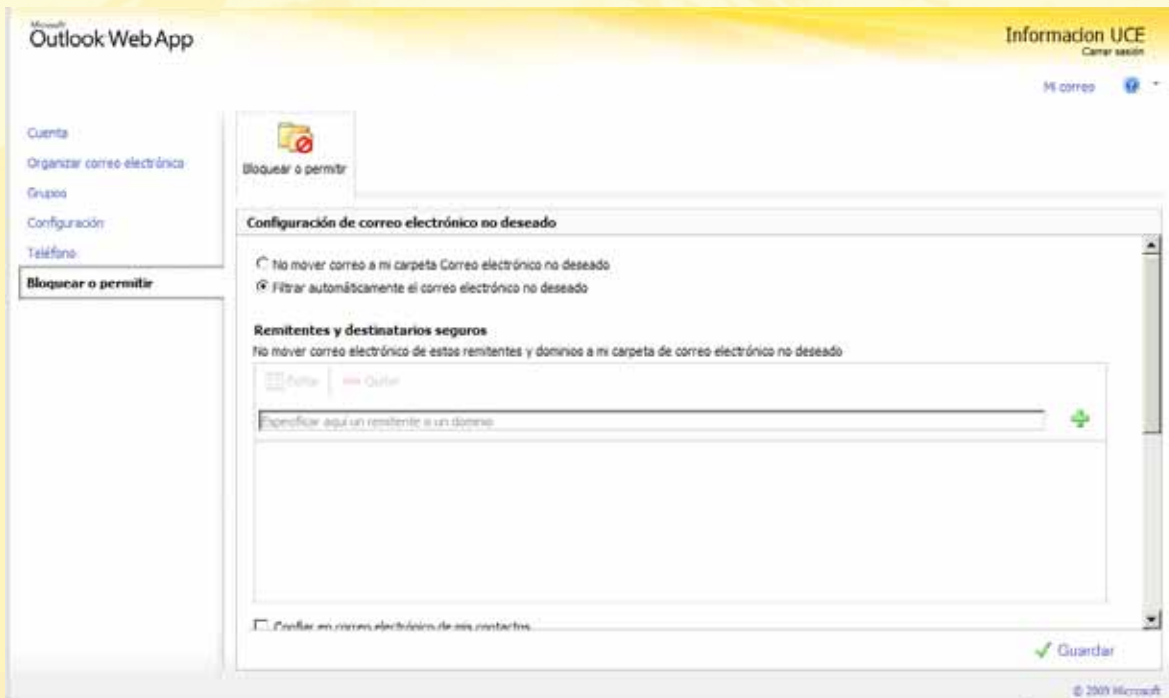 Microsoft
Outlook Web App
Informacion UCE
Cerrar sesión
Mi correo
Cuenta
Organizar correo electrónico
Grupos
Configuración
Teléfono
Bloquear o permitir
Bloquear o permitir
Configuración de correo electrónico no deseado
No mover correo a mi carpeta Correo electrónico no deseado
Filtrar automáticamente el correo electrónico no deseado
Remitentes y destinatarios seguros
No mover correo electrónico de estos remitentes y dominios a mi carpeta de correo electrónico no deseado
Editar Quitar
Especificar aquí un remitente o un dominio
Confiar en correo electrónico de mis contactos
Guardar
© 2009 Microsoft